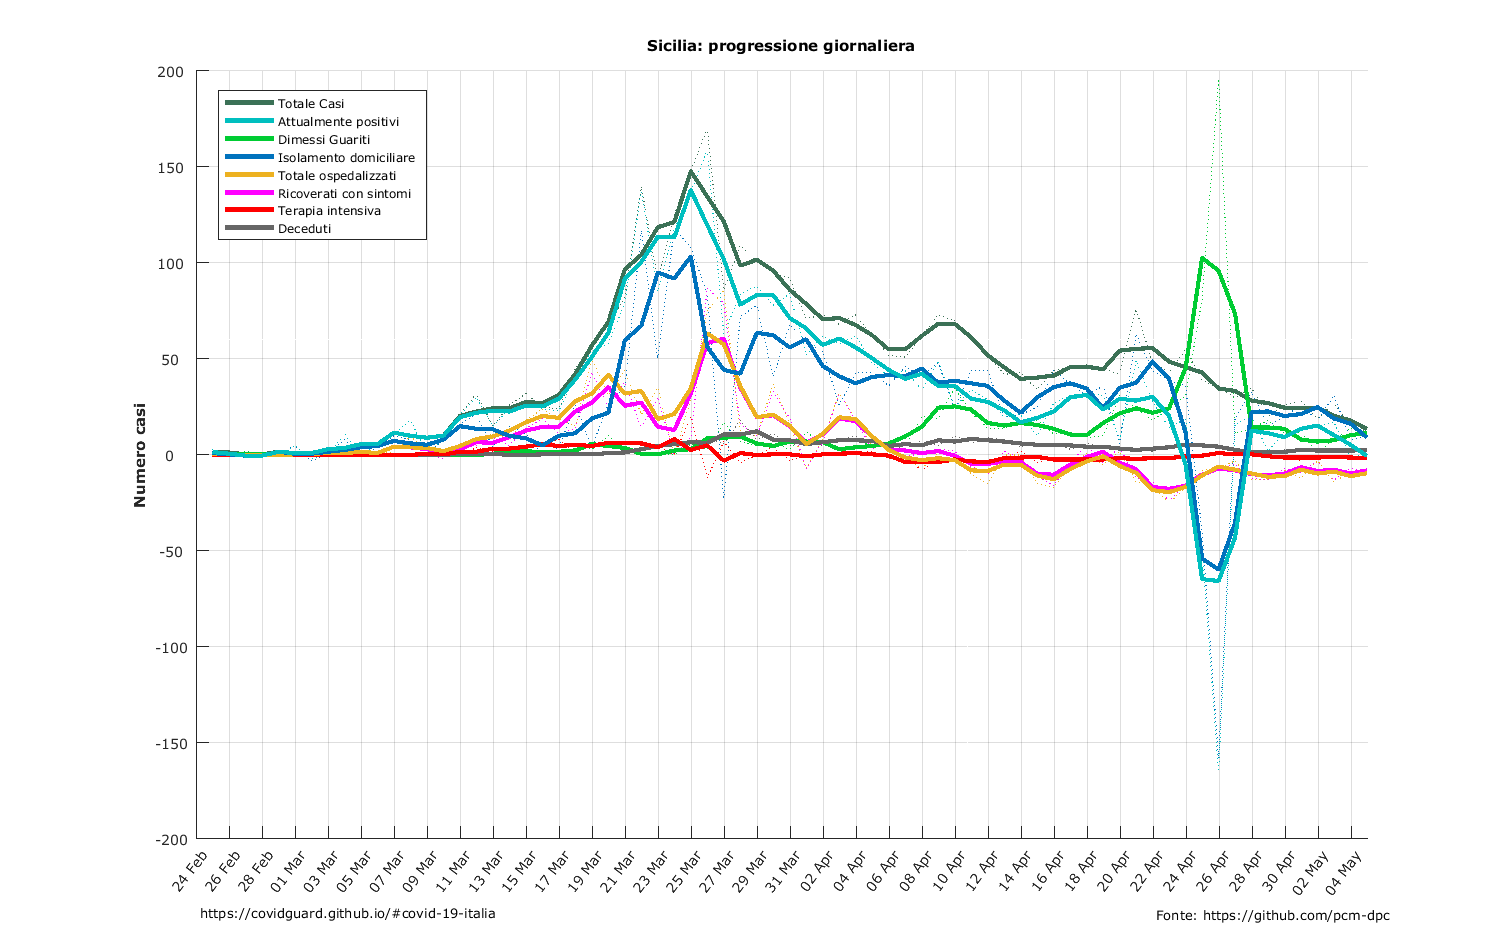 Sicilia: progressione giornaliera
200
150
100
50
0
-50
-100
-150
-200
Numero casi
Totale Casi
Attualmente positivi
Dimessi Guariti
Isolamento domiciliare
Totale ospedalizzati
Ricoverati con sintomi
Terapia intensiva
Deceduti
24 Feb
26 Feb
28 Feb
01 Mar
03 Mar
05 Mar
07 Mar
09 Mar
11 Mar
13 Mar
15 Mar
17 Mar
19 Mar
21 Mar
23 Mar
25 Mar
27 Mar
29 Mar
31 Mar
02 Apr
04 Apr
06 Apr
08 Apr
10 Apr
12 Apr
14 Apr
16 Apr
18 Apr
20 Apr
22 Apr
24 Apr
26 Apr
28 Apr
30 Apr
02 May
04 May
https://covidguard.github.io/#covid-19-italia
Fonte: https://github.com/pcm-dpc